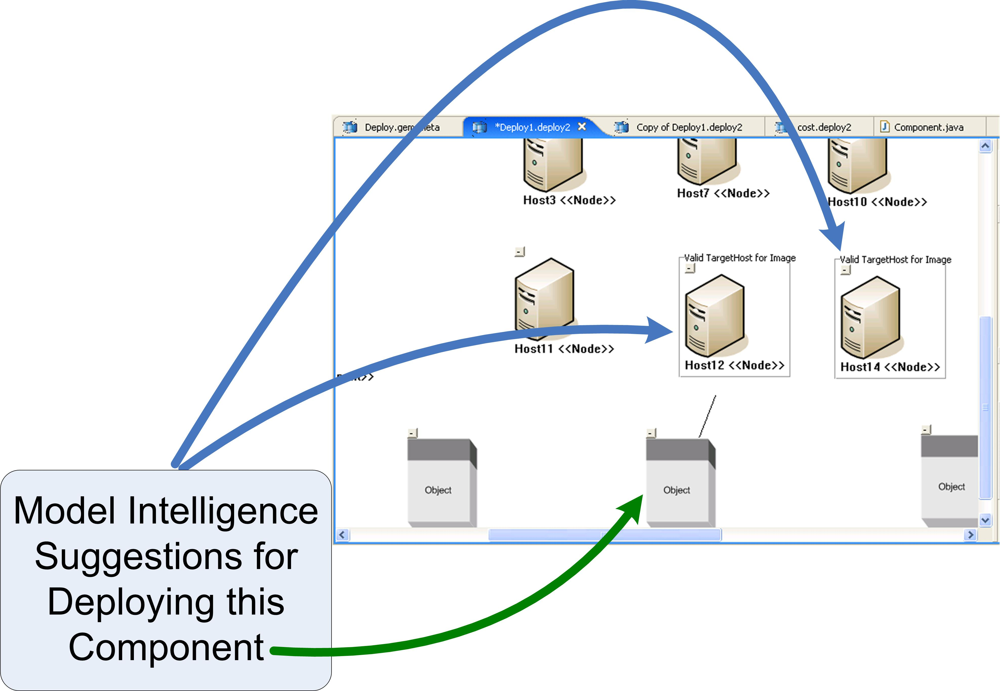 Deploy.gem meta
*Deploy1.deploy2
Copy of Deploy1.deploy2
cost.deploy2
Component.java
Host3 <<Node>>
Host7 <<Node>>
Host10 <<Node>>
Valid TargetHost for Image
Valid TargetHost for Image
Host11 <<Node>>
Host12 <<Node>>
Host14 <<Node>>
Object
Object
Object
Model Intelligence
Suggestions for
Deploying this
Component